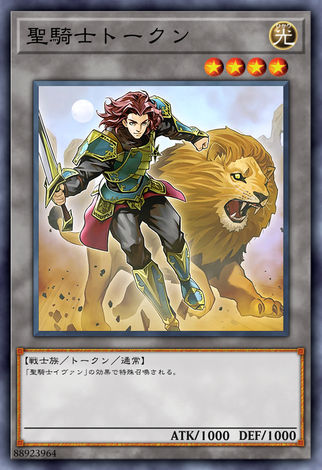 聖騎士トークン
光
【戦士族／トークン／通常】
「聖騎士イヴァン」の効果で特殊召喚される。
ATK/1000 DEF/1000
88923964